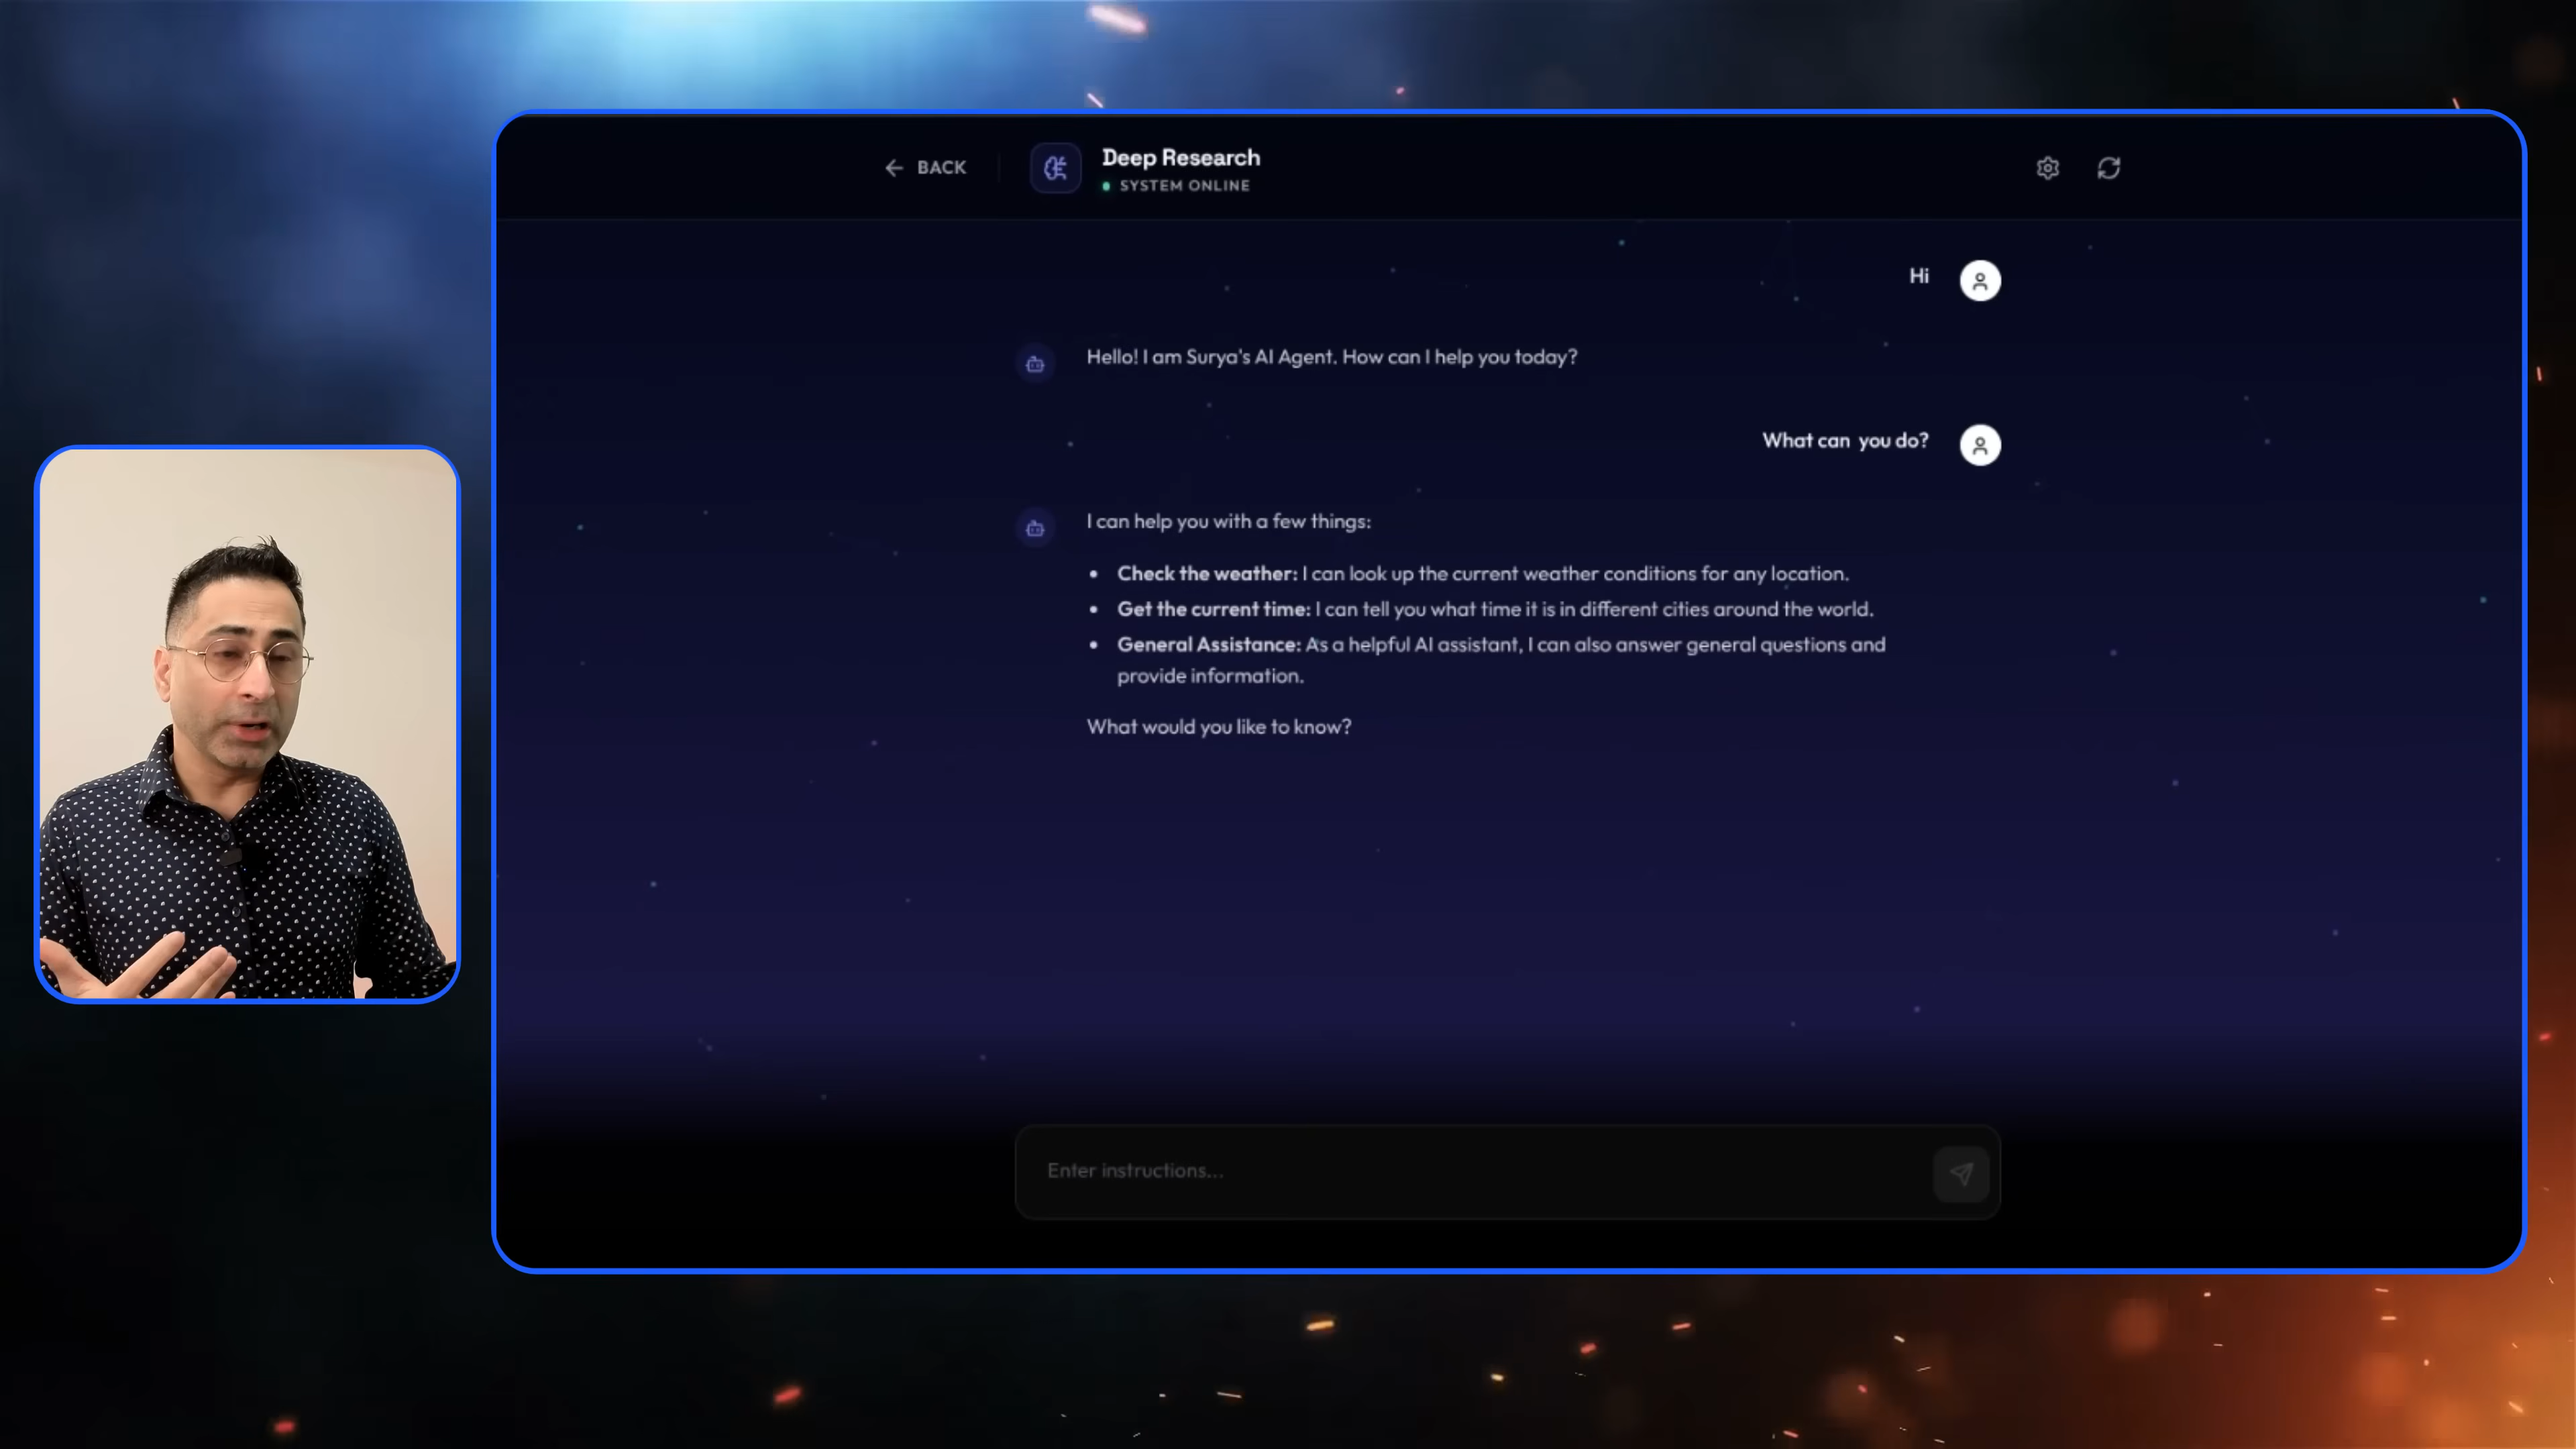 BACK
Deep Research
SYSTEM ONLINE
Hi
Hello! I am Surya's AI Agent. How can I help you today?
What can you do?
I can help you with a few things:
• Check the weather: I can look up the current weather conditions for any location.
• Get the current time: I can tell you what time it is in different cities around the world.
• General Assistance: As a helpful AI assistant, I can also answer general questions and
provide information.
What would you like to know?
Enter instructions...